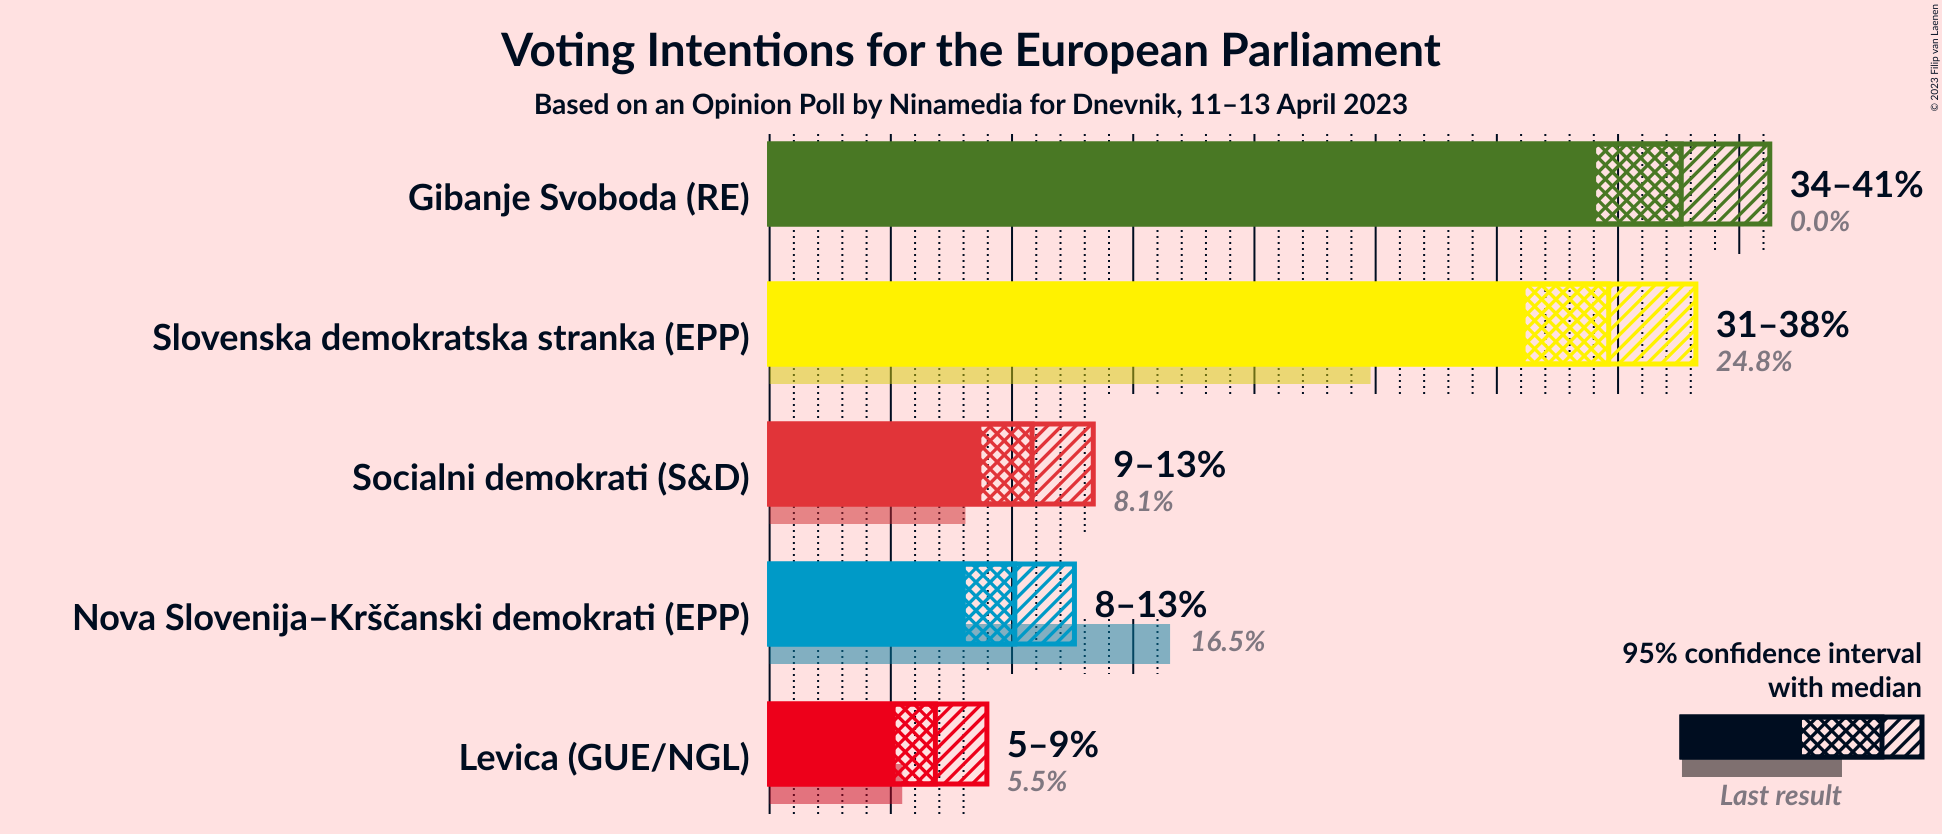 Voting Intentions for the European Parliament
Based on an Opinion Poll by Ninamedia for Dnevnik, 11–13 April 2023
© 2023 Filip van Laenen
Gibanje Svoboda (RE)
34–41%
0.0%
Slovenska demokratska stranka (EPP)
31–38%
24.8%
Socialni demokrati (S&D)
9–13%
8.1%
Nova Slovenija–Krščanski demokrati (EPP)
8–13%
16.5%
Levica (GUE/NGL)
5–9%
5.5%
95% confidence interval
with median
Last result